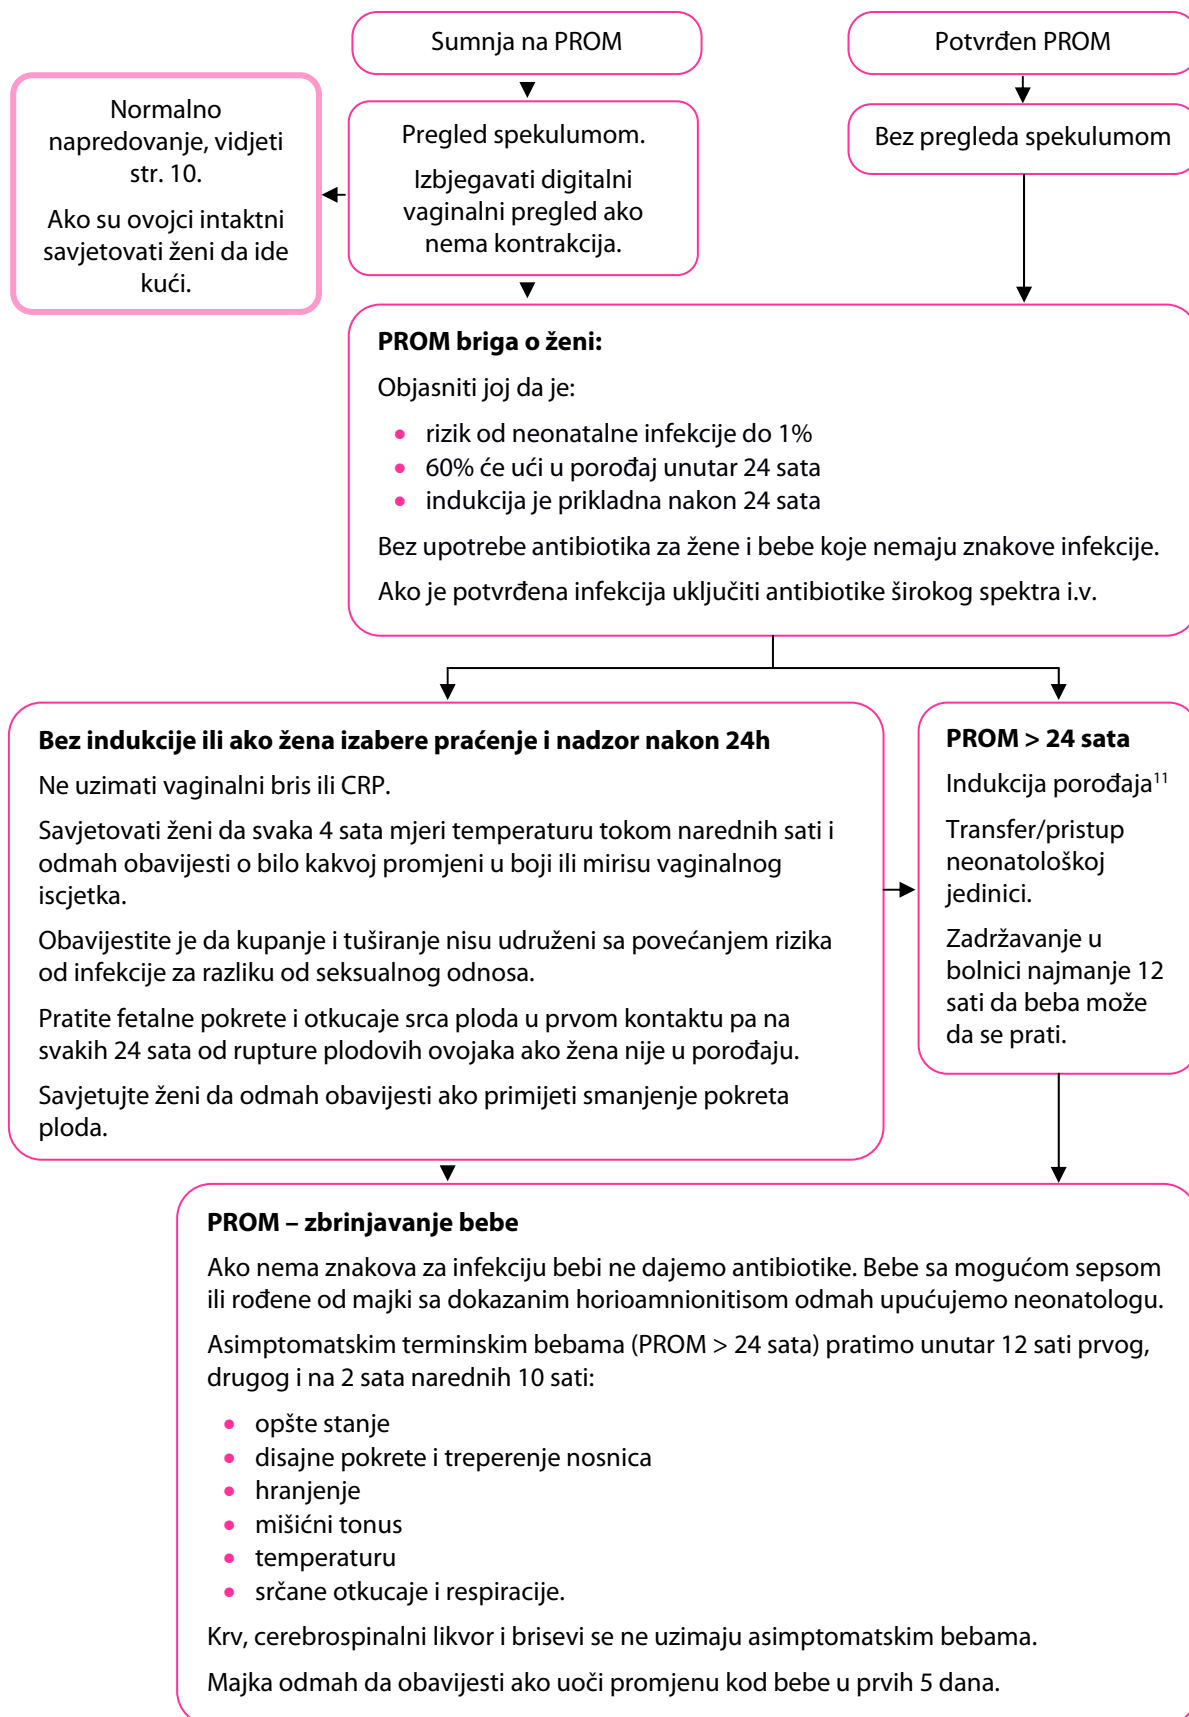 Sumnja na PROM
Potvrđen PROM
Normalno
napredovanje, vidjeti
str. 10.
Ako su ovojci intaktni
savjetovati ženi da ide
kući.
Pregled spekulumom.
Izbjegavati digitalni
vaginalni pregled ako
nema kontrakcija.
Bez pregleda spekulumom
PROM briga o ženi:
Objasniti joj da je:
• rizik od neonatalne infekcije do 1%
• 60% će ući u porođaj unutar 24 sata
• indukcija je prikladna nakon 24 sata
Bez upotrebe antibiotika za žene i bebe koje nemaju znakove infekcije.
Ako je potvrđena infekcija uključiti antibiotike širokog spektra i.v.
Bez indukcije ili ako žena izabere praćenje i nadzor nakon 24h
Ne uzimati vaginalni bris ili CRP.
Savjetovati ženi da svaka 4 sata mjeri temperaturu tokom narednih sati i
odmah obavijesti o bilo kakvoj promjeni u boji ili mirisu vaginalnog
iscjetka.
Obavijestite je da kupanje i tuširanje nisu udruženi sa povećanjem rizika
od infekcije za razliku od seksualnog odnosa.
Pratite fetalne pokrete i otkucaje srca ploda u prvom kontaktu pa na
svakih 24 sata od rupture plodovih ovojaka ako žena nije u porođaju.
Savjetujte ženi da odmah obavijesti ako primijeti smanjenje pokreta
ploda.
PROM > 24 sata
Indukcija porođaja¹¹
Transfer/pristup
neonatološkoj
jedinici.
Zadržavanje u
bolnici najmanje 12
sati da beba može
da se prati.
PROM – zbrinjavanje bebe
Ako nema znakova za infekciju bebi ne dajemo antibiotike. Bebe sa mogućom sepsom
ili rođene od majki sa dokazanim horioamnionitisom odmah upućujemo neonatologu.
Asimptomatskim terminskim bebama (PROM > 24 sata) pratimo unutar 12 sati prvog,
drugog i na 2 sata narednih 10 sati:
• opšte stanje
• disajne pokrete i treperenje nosnica
• hranjenje
• mišićni tonus
• temperaturu
• srčane otkucaje i respiracije.
Krv, cerebrospinalni likvor i brisevi se ne uzimaju asimptomatskim bebama.
Majka odmah da obavijesti ako uoči promjenu kod bebe u prvih 5 dana.